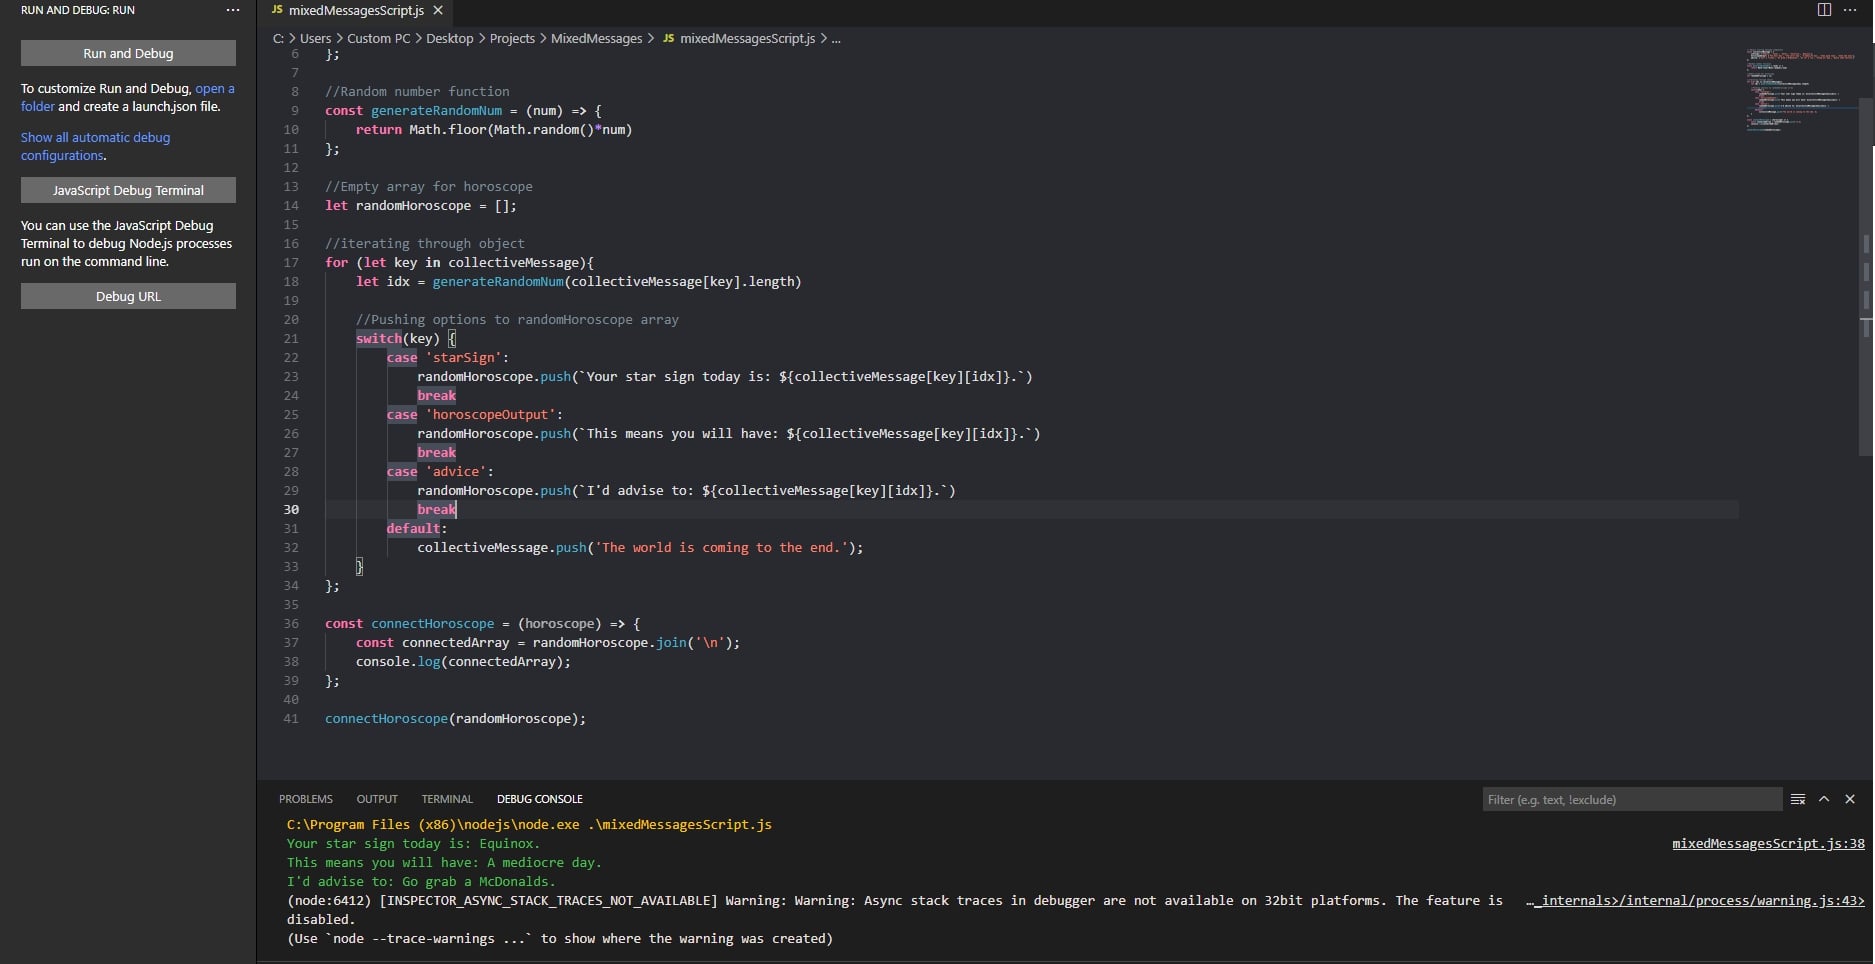 RUN AND DEBUG: RUN ...
Run and Debug
To customize Run and Debug, open a
folder and create a launch.json file.
Show all automatic debug
configurations.
JavaScript Debug Terminal
You can use the JavaScript Debug
Terminal to debug Node.js processes
run on the command line.
Debug URL
JS mixedMessagesScript.js
C: > Users > Custom PC > Desktop > Projects > MixedMessages > JS mixedMessagesScript.js > ...
6 };
7
8 //Random number function
9 const generateRandomNum = (num) => {
10 return Math.floor(Math.random()*num)
11 };
12
13 //Empty array for horoscope
14 let randomHoroscope = [];
15
16 //iterating through object
17 for (let key in collectiveMessage){
18 let idx = generateRandomNum(collectiveMessage[key].length)
19
20 //Pushing options to randomHoroscope array
21 switch(key) {
22 case 'starSign':
23 randomHoroscope.push(`Your star sign today is: ${collectiveMessage[key][idx]}.`)
24 break
25 case 'horoscopeOutput':
26 randomHoroscope.push(`This means you will have: ${collectiveMessage[key][idx]}.`)
27 break
28 case 'advice':
29 randomHoroscope.push(`I'd advise to: ${collectiveMessage[key][idx]}.`)
30 break
31 default:
32 collectiveMessage.push('The world is coming to the end.');
33 }
34 };
35
36 const connectHoroscope = (horoscope) => {
37 const connectedArray = randomHoroscope.join('\n');
38 console.log(connectedArray);
39 };
40
41 connectHoroscope(randomHoroscope);
PROBLEMS OUTPUT TERMINAL DEBUG CONSOLE Filter (e.g. text, !exclude)
C:\Program Files (x86)\nodejs\node.exe .\mixedMessagesScript.js
Your star sign today is: Equinox. mixedMessagesScript.js:38
This means you will have: A mediocre day.
I'd advise to: Go grab a McDonalds.
(node:6412) [INSPECTOR_ASYNC_STACK_TRACES_NOT_AVAILABLE] Warning: Warning: Async stack traces in debugger are not available on 32bit platforms. The feature is …_internals>/internal/process/warning.js:43>
disabled.
(Use `node --trace-warnings ...` to show where the warning was created)